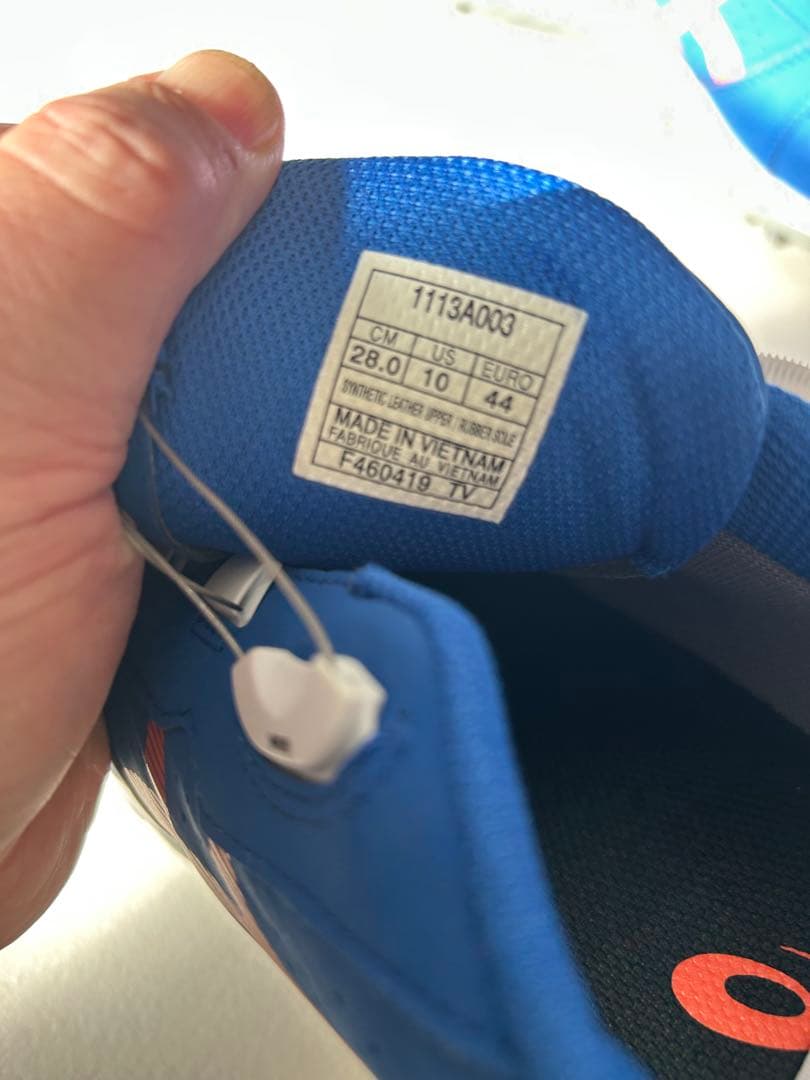 1113A003
CM US EURO
28.0 10 44
SYNTHETIC LEATHER UPPER / RUBBER SOLE
MADE IN VIETNAM
FABRIQUE AU VIETNAM
F460419 TV